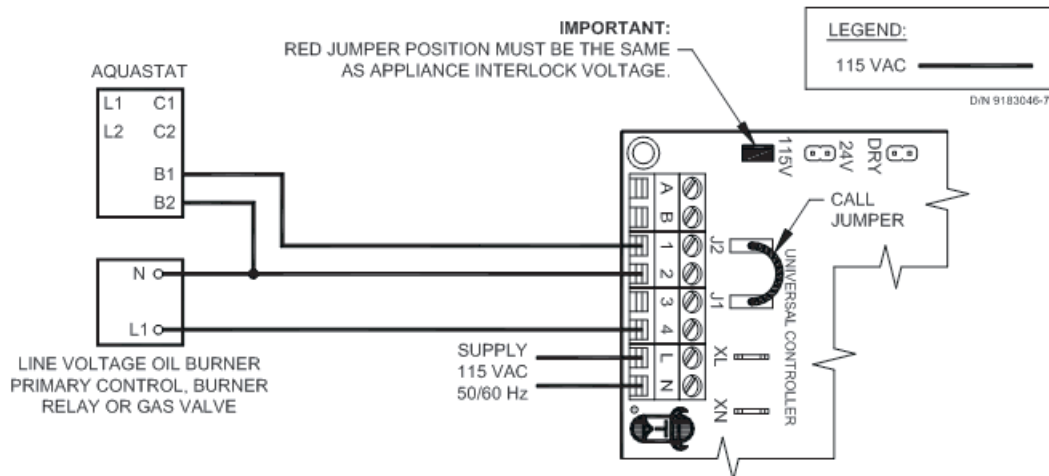 IMPORTANT:
RED JUMPER POSITION MUST BE THE SAME
AS APPLIANCE INTERLOCK VOLTAGE.
LEGEND:
115 VAC
D/N 9183046-7
AQUASTAT
L1 C1
L2 C2
B1
B2
N
L1
LINE VOLTAGE OIL BURNER
PRIMARY CONTROL, BURNER
RELAY OR GAS VALVE
SUPPLY
115 VAC
50/60 Hz
115V
24V
DRY
A
B
1
2
3
4
L
N
J2
J1
CALL
JUMPER
UNIVERSAL CONTROLLER
XL
XN
T